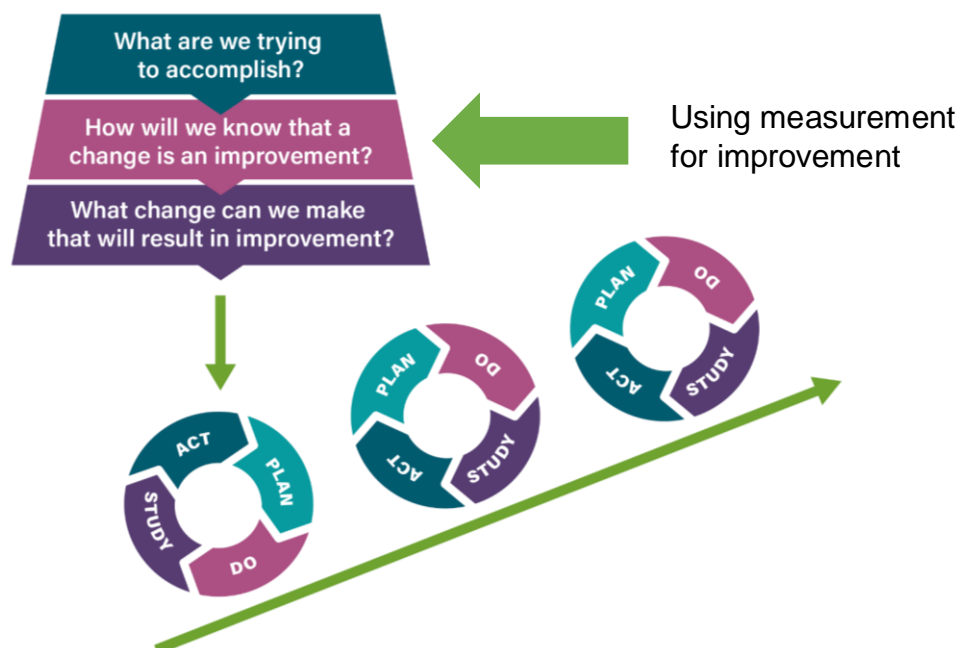 What are we trying
to accomplish?
How will we know that a
change is an improvement?
Using measurement
for improvement
What change can we make
that will result in improvement?
PLAN
DO
STUDY
ACT
PLAN
DO
STUDY
ACT
ACT
PLAN
DO
STUDY